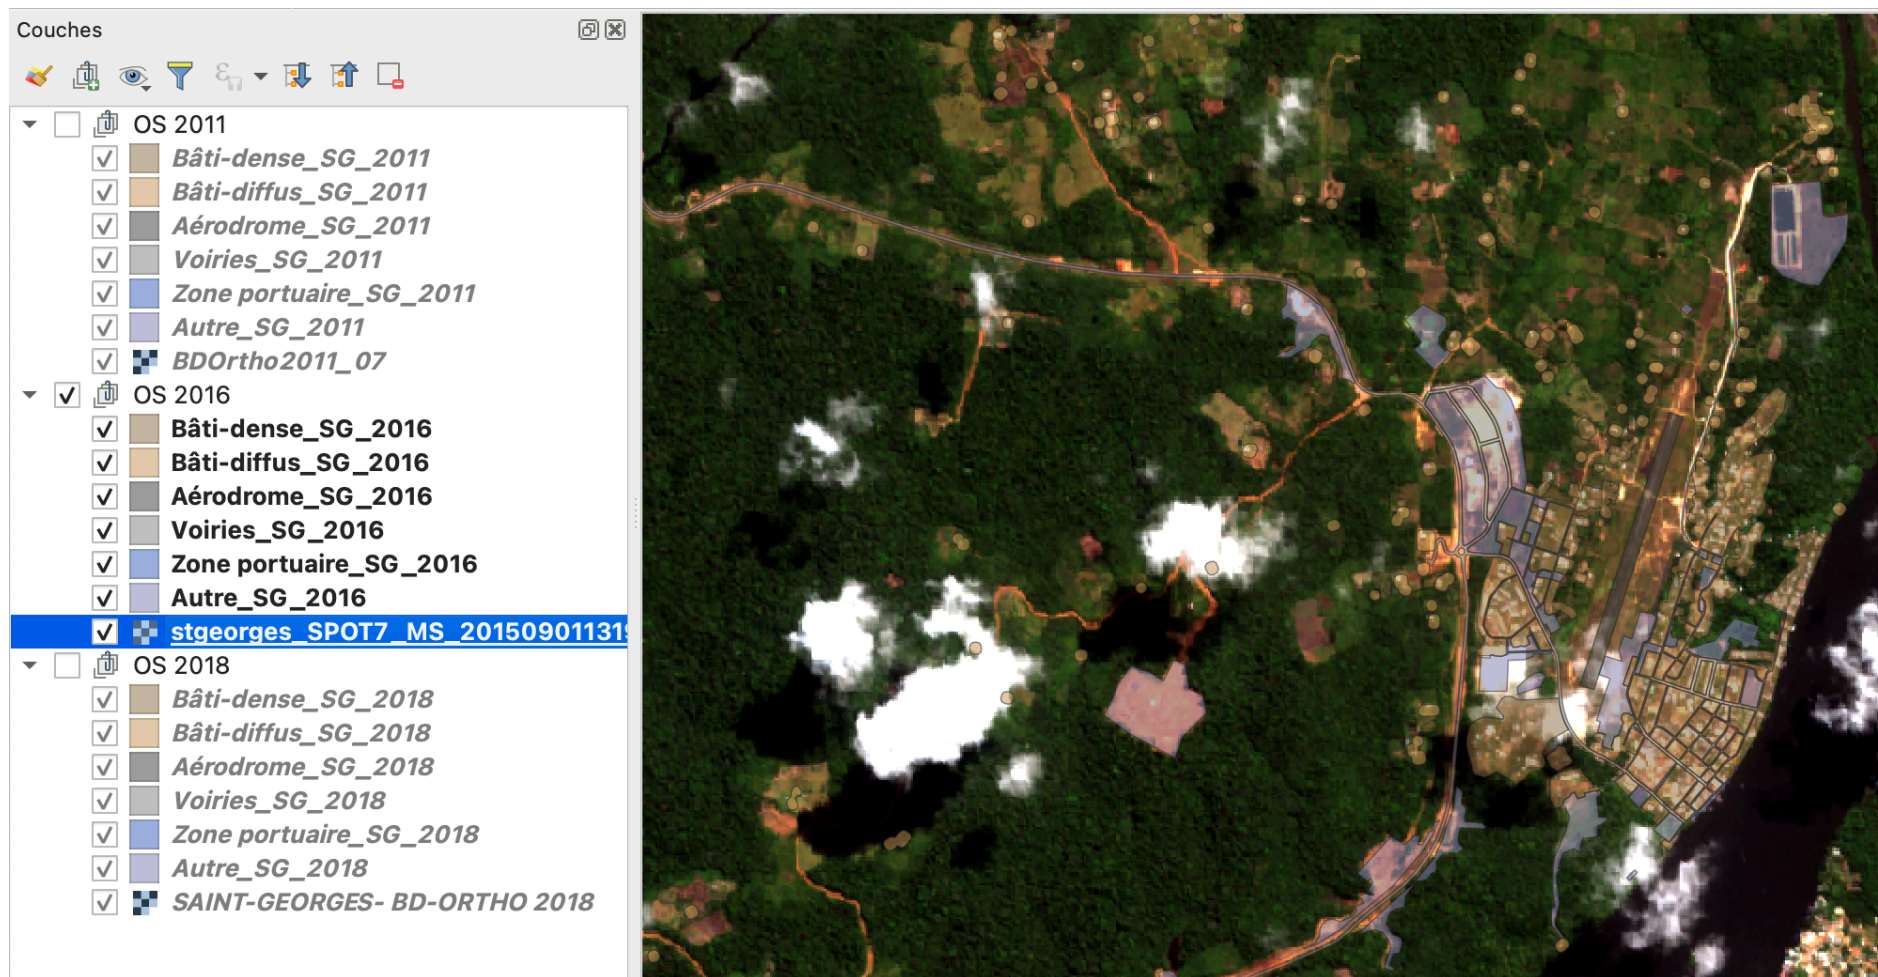 Couches
OS 2011
Bâti-dense_SG_2011
Bâti-diffus_SG_2011
Aérodrome_SG_2011
Voiries_SG_2011
Zone portuaire_SG_2011
Autre_SG_2011
BDOrtho2011_07
OS 2016
Bâti-dense_SG_2016
Bâti-diffus_SG_2016
Aérodrome_SG_2016
Voiries_SG_2016
Zone portuaire_SG_2016
Autre_SG_2016
stgeorges_SPOT7_MS_20150901131
OS 2018
Bâti-dense_SG_2018
Bâti-diffus_SG_2018
Aérodrome_SG_2018
Voiries_SG_2018
Zone portuaire_SG_2018
Autre_SG_2018
SAINT-GEORGES- BD-ORTHO 2018